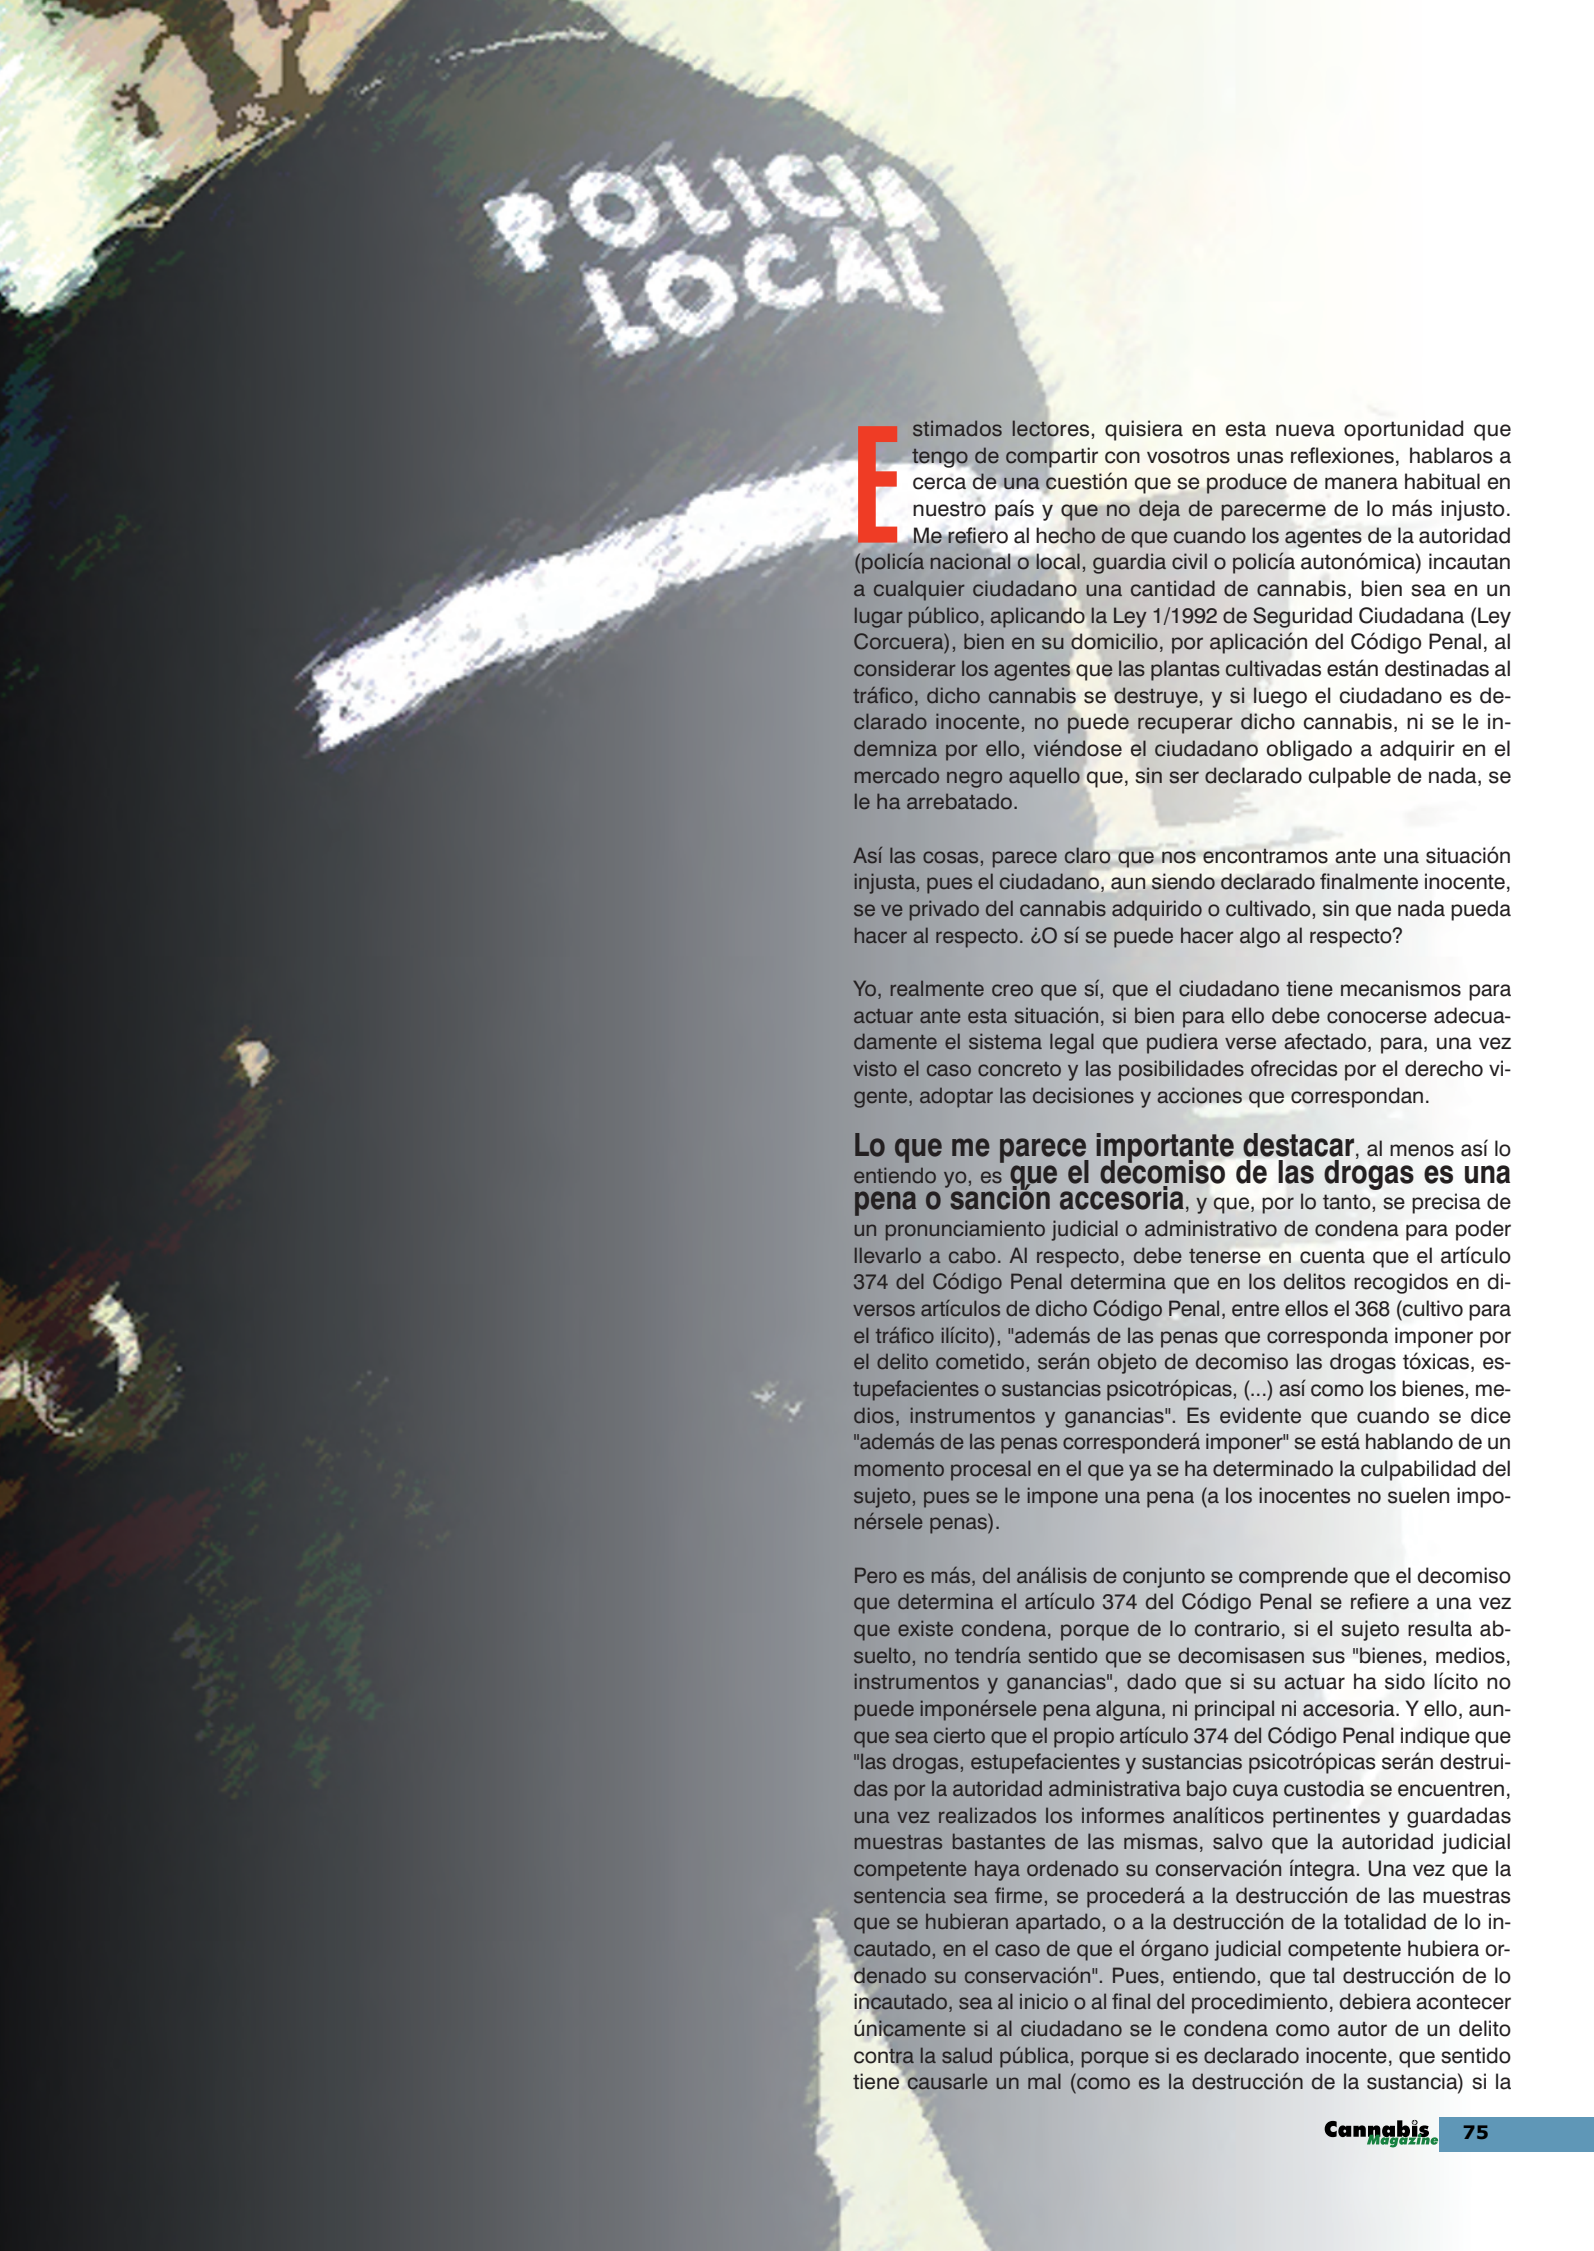 POLICIA
LOCAL
Estimados lectores, quisiera en esta nueva oportunidad que
tengo de compartir con vosotros unas reflexiones, hablaros a
cerca de una cuestión que se produce de manera habitual en
nuestro país y que no deja de parecerme de lo más injusto.
Me refiero al hecho de que cuando los agentes de la autoridad
(policía nacional o local, guardia civil o policía autonómica) incautan
a cualquier ciudadano una cantidad de cannabis, bien sea en un
lugar público, aplicando la Ley 1/1992 de Seguridad Ciudadana (Ley
Corcuera), bien en su domicilio, por aplicación del Código Penal, al
considerar los agentes que las plantas cultivadas están destinadas al
tráfico, dicho cannabis se destruye, y si luego el ciudadano es de-
clarado inocente, no puede recuperar dicho cannabis, ni se le in-
demniza por ello, viéndose el ciudadano obligado a adquirir en el
mercado negro aquello que, sin ser declarado culpable de nada, se
le ha arrebatado.
Así las cosas, parece claro que nos encontramos ante una situación
injusta, pues el ciudadano, aun siendo declarado finalmente inocente,
se ve privado del cannabis adquirido o cultivado, sin que nada pueda
hacer al respecto. ¿O sí se puede hacer algo al respecto?
Yo, realmente creo que sí, que el ciudadano tiene mecanismos para
actuar ante esta situación, si bien para ello debe conocerse adecua-
damente el sistema legal que pudiera verse afectado, para, una vez
visto el caso concreto y las posibilidades ofrecidas por el derecho vi-
gente, adoptar las decisiones y acciones que correspondan.
Lo que me parece importante destacar, al menos así lo
entiendo yo, es que el decomiso de las drogas es una
pena o sanción accesoria, y que, por lo tanto, se precisa de
un pronunciamiento judicial o administrativo de condena para poder
llevarlo a cabo. Al respecto, debe tenerse en cuenta que el artículo
374 del Código Penal determina que en los delitos recogidos en di-
versos artículos de dicho Código Penal, entre ellos el 368 (cultivo para
el tráfico ilícito), "además de las penas que corresponda imponer por
el delito cometido, serán objeto de decomiso las drogas tóxicas, es-
tupefacientes o sustancias psicotrópicas, (...) así como los bienes, me-
dios, instrumentos y ganancias". Es evidente que cuando se dice
"además de las penas corresponderá imponer" se está hablando de un
momento procesal en el que ya se ha determinado la culpabilidad del
sujeto, pues se le impone una pena (a los inocentes no suelen impo-
nérsele penas).
Pero es más, del análisis de conjunto se comprende que el decomiso
que determina el artículo 374 del Código Penal se refiere a una vez
que existe condena, porque de lo contrario, si el sujeto resulta ab-
suelto, no tendría sentido que se decomisasen sus "bienes, medios,
instrumentos y ganancias", dado que si su actuar ha sido lícito no
puede imponérsele pena alguna, ni principal ni accesoria. Y ello, aun-
que sea cierto que el propio artículo 374 del Código Penal indique que
"las drogas, estupefacientes y sustancias psicotrópicas serán destrui-
das por la autoridad administrativa bajo cuya custodia se encuentren,
una vez realizados los informes analíticos pertinentes y guardadas
muestras bastantes de las mismas, salvo que la autoridad judicial
competente haya ordenado su conservación íntegra. Una vez que la
sentencia sea firme, se procederá a la destrucción de las muestras
que se hubieran apartado, o a la destrucción de la totalidad de lo in-
cautado, en el caso de que el órgano judicial competente hubiera or-
denado su conservación". Pues, entiendo, que tal destrucción de lo
incautado, sea al inicio o al final del procedimiento, debiera acontecer
únicamente si al ciudadano se le condena como autor de un delito
contra la salud pública, porque si es declarado inocente, que sentido
tiene causarle un mal (como es la destrucción de la sustancia) si la
Cannabis
Magazine
75